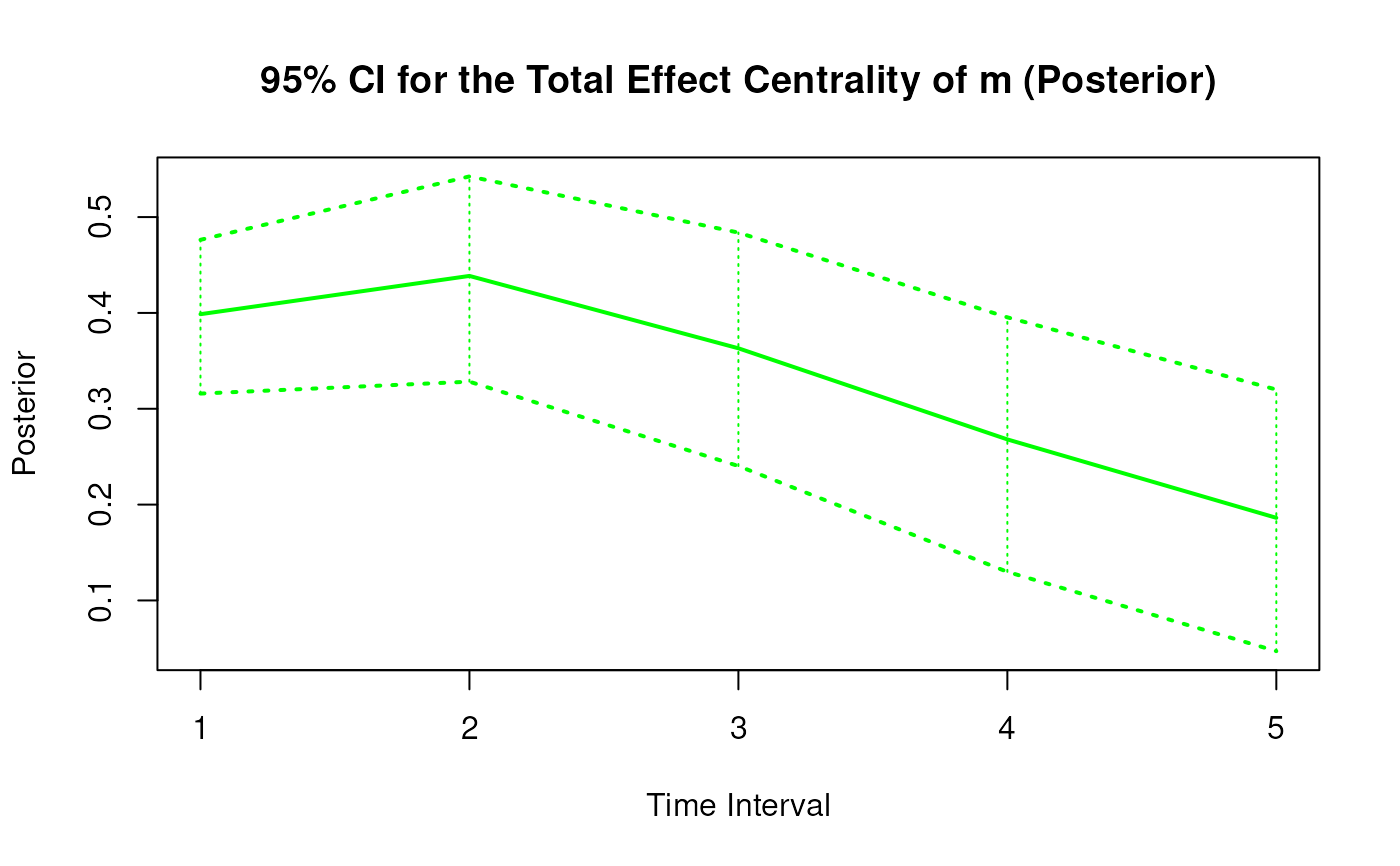 95% CI for the Total Effect Centrality of m (Posterior)
Posterior
0.5
0.4
0.3
0.2
0.1
1 2 3 4 5
Time Interval